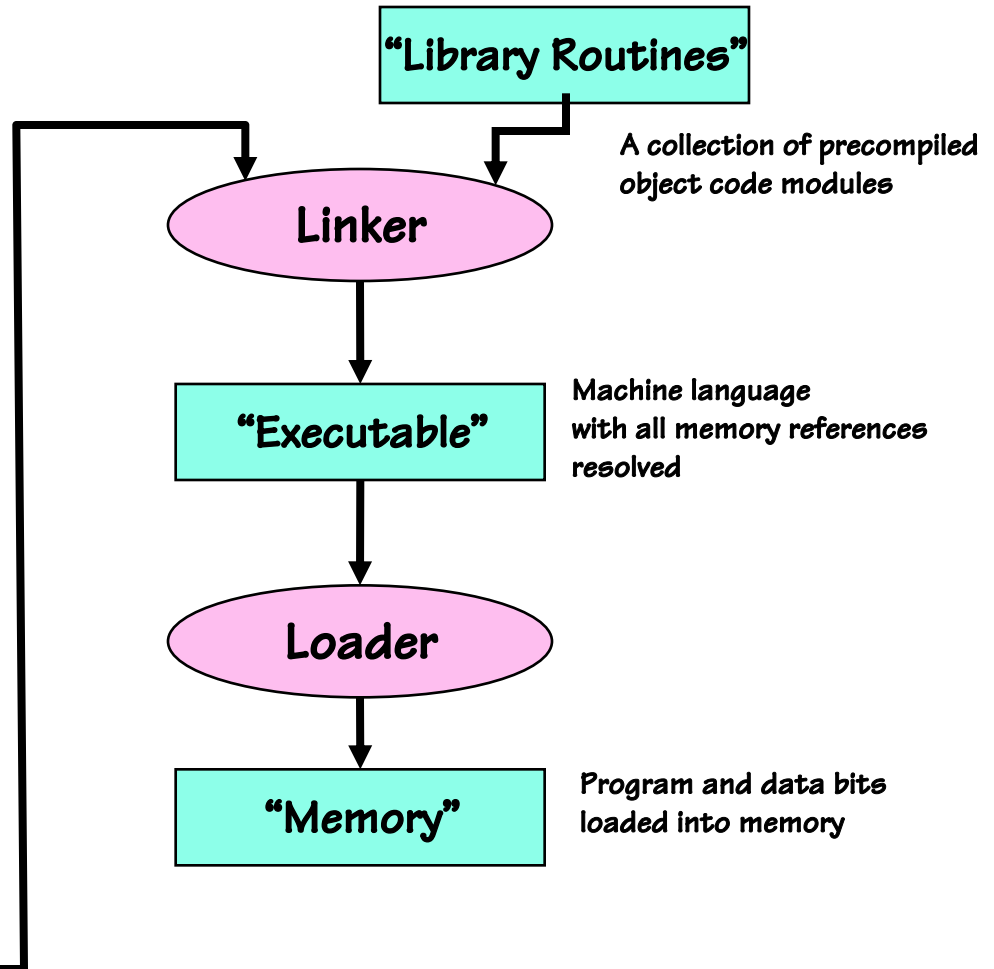 “Library Routines”
A collection of precompiled
object code modules
Linker
“Executable”
Machine language
with all memory references
resolved
Loader
“Memory”
Program and data bits
loaded into memory